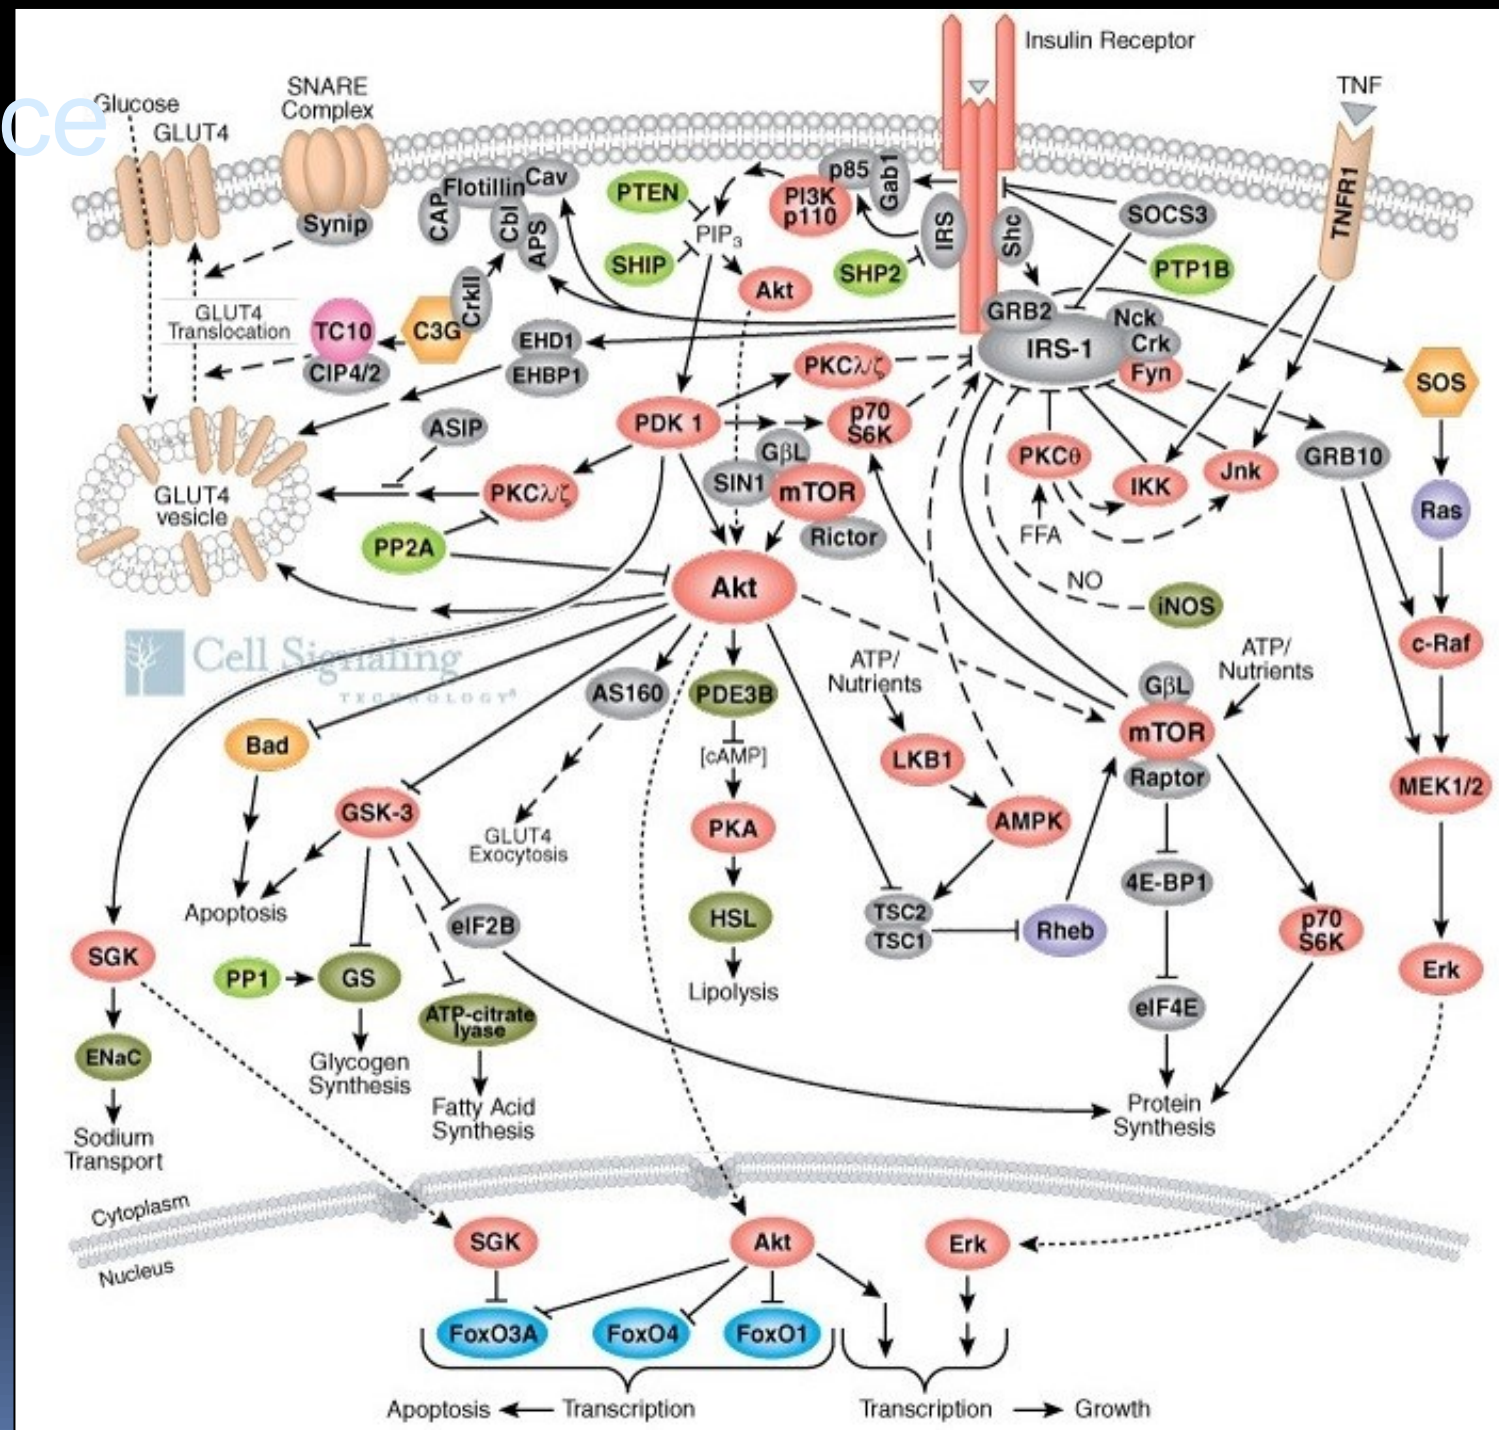 ce
Insulin Receptor
Glucose
GLUT4
SNARE
Complex
TNF
TNFR1
Synip
CAP
Flotillin
Cav
Cbl
APS
CrkII
PTEN
SHIP
PIP3
PI3K
p110
p85
Gab1
IRS
Shc
SHP2
SOCS3
PTP1B
Akt
GLUT4
Translocation
TC10
CIP4/2
C3G
EHD1
EHBP1
GRB2
IRS-1
Nck
Crk
Fyn
SOS
PKCλ/ζ
PDK 1
p70
S6K
ASIP
GLUT4
vesicle
PKCλ/ζ
PP2A
SIN1
GβL
mTOR
Rictor
PKCθ
FFA
IKK
Jnk
GRB10
Ras
Akt
NO
iNOS
c-Raf
Cell Signaling
TECHNOLOGY®
AS160
PDE3B
[cAMP]
ATP/
Nutrients
LKB1
AMPK
GβL
mTOR
Raptor
ATP/
Nutrients
MEK1/2
Bad
GSK-3
GLUT4
Exocytosis
PKA
Apoptosis
eIF2B
HSL
Lipolysis
TSC2
TSC1
Rheb
4E-BP1
p70
S6K
Erk
SGK
PP1
GS
ATP-citrate
lyase
eIF4E
ENaC
Glycogen
Synthesis
Fatty Acid
Synthesis
Protein
Synthesis
Sodium
Transport
Cytoplasm
Nucleus
SGK
Akt
Erk
FoxO3A
FoxO4
FoxO1
Apoptosis
Transcription
Transcription
Growth